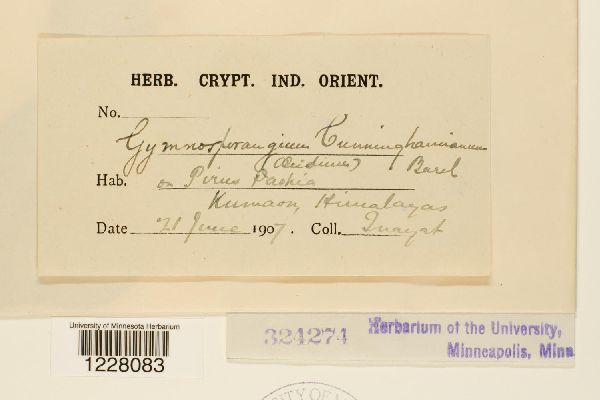 HERB. CRYPT. IND. ORIENT.
No.
Gymnosporangium Cunninghamianum
(Aecidium) Barcl
Hab. on Pirus Pashia
Kumaon, Himalayas
Date 21 June 1907. Coll. Inayat
University of Minnesota Herbarium
1228083
324274
Herbarium of the University,
Minneapolis, Minn